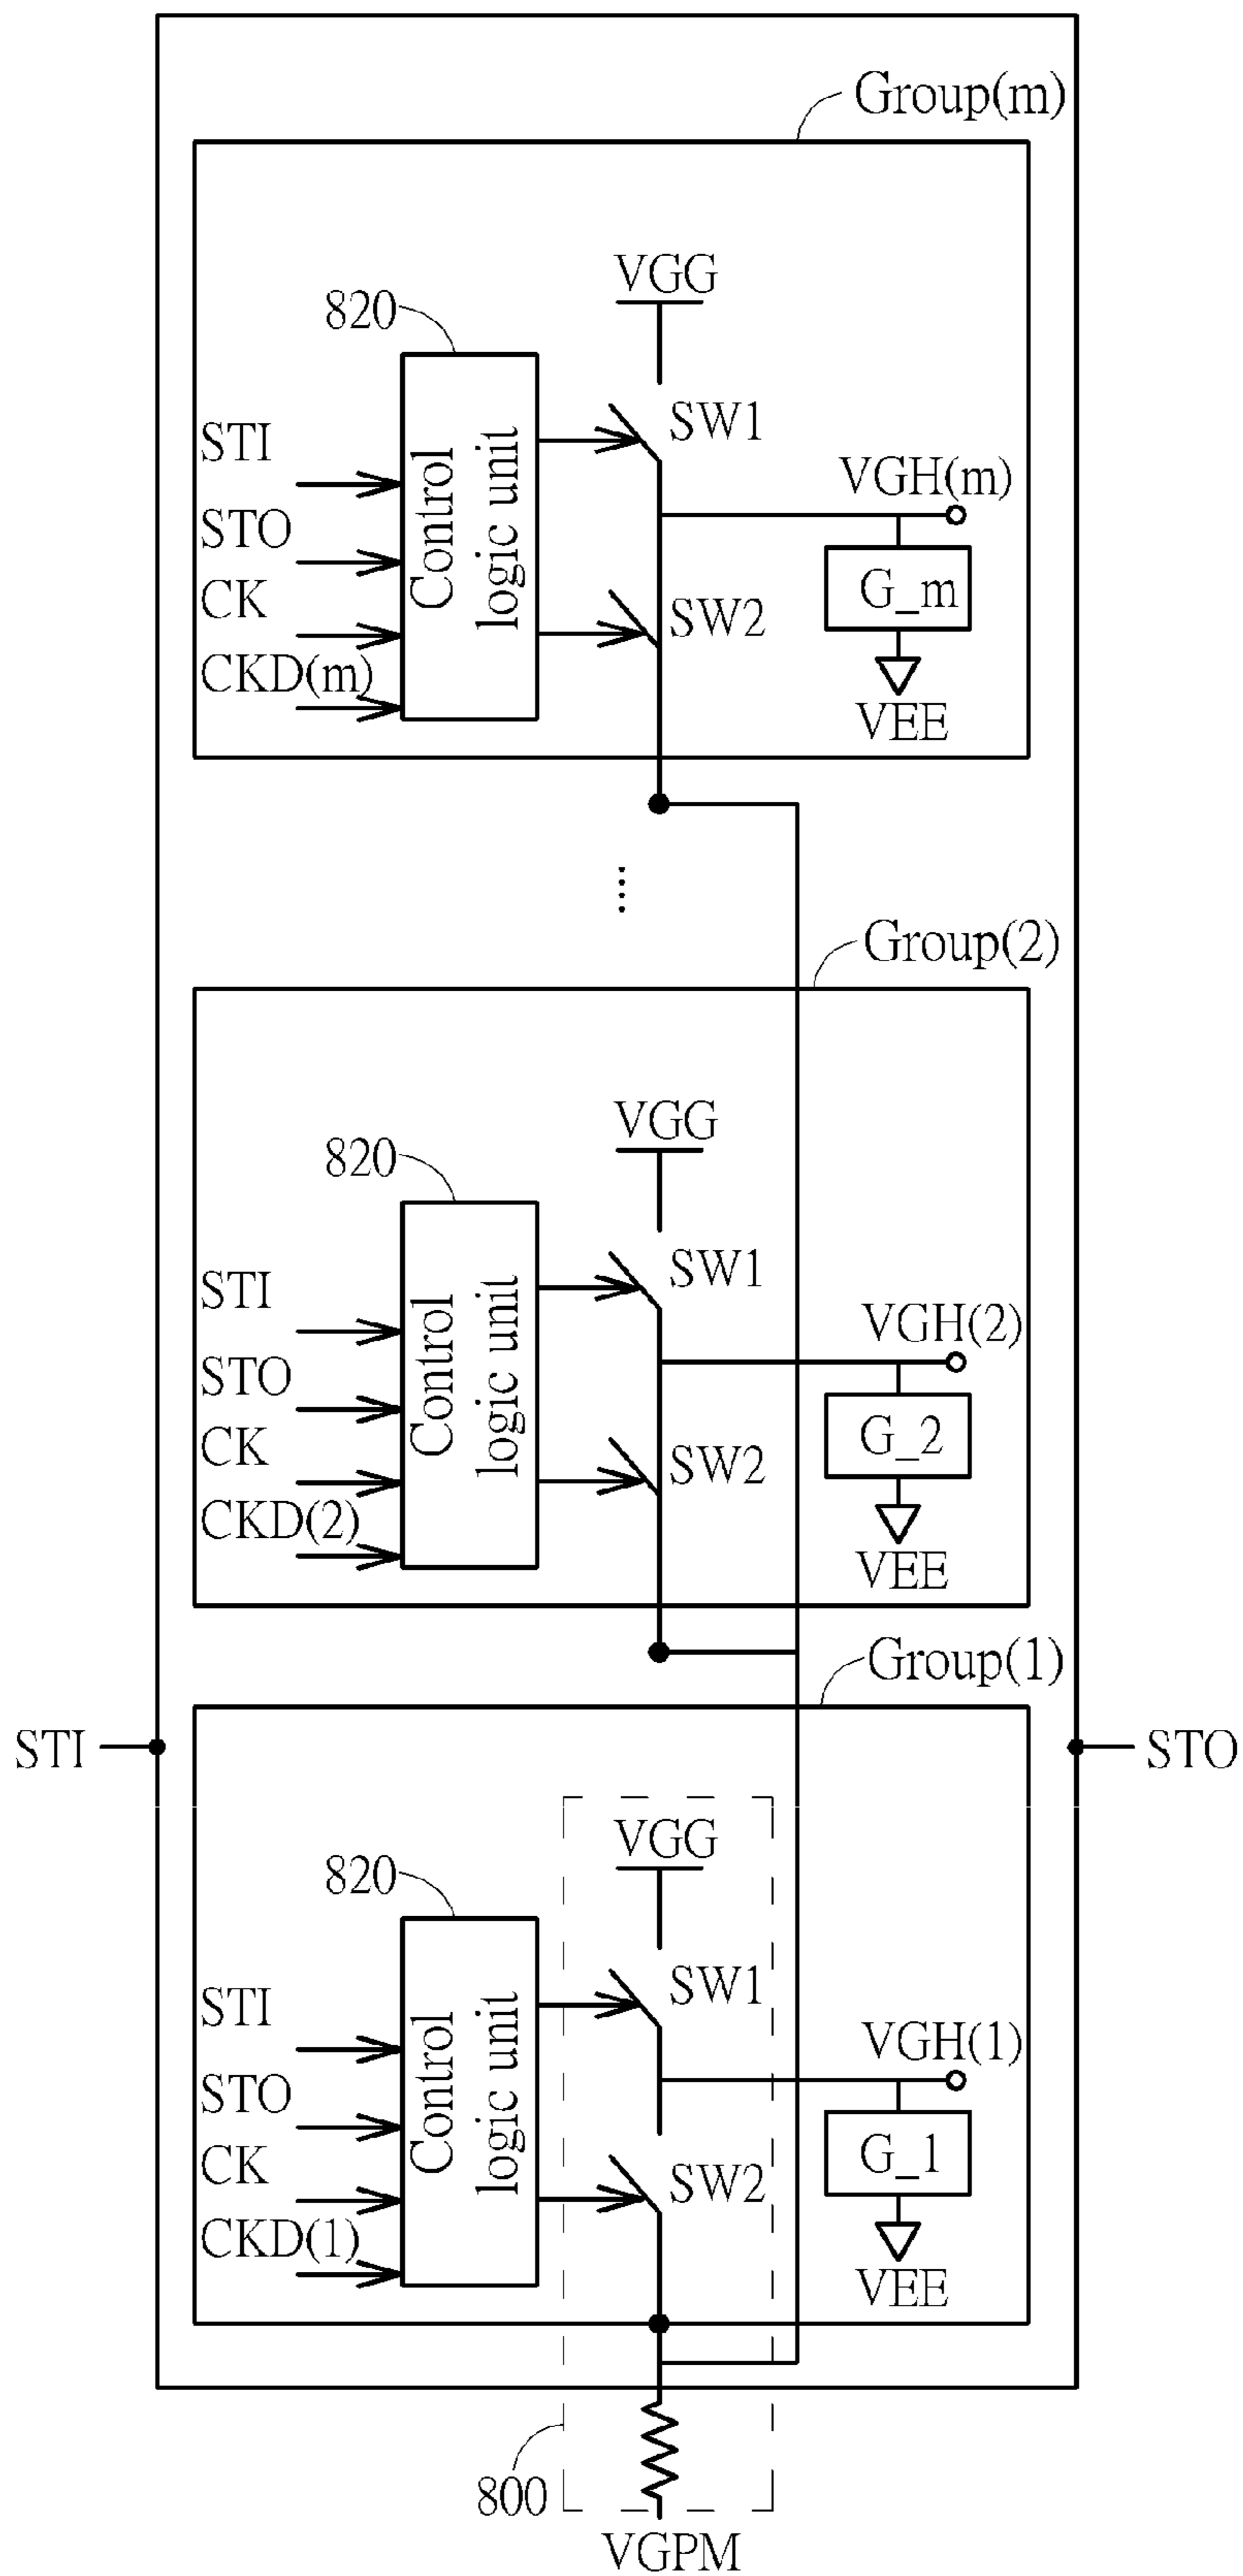 Group(m)
VGG
820
SW1
STI
Control
logic unit
VGH(m)
STO
G_m
CK
SW2
CKD(m)
VEE
....
Group(2)
VGG
820
SW1
STI
Control
logic unit
VGH(2)
STO
G_2
CK
SW2
CKD(2)
VEE
Group(1)
STI
STO
VGG
820
SW1
STI
Control
logic unit
VGH(1)
STO
G_1
CK
SW2
CKD(1)
VEE
800
VGPM